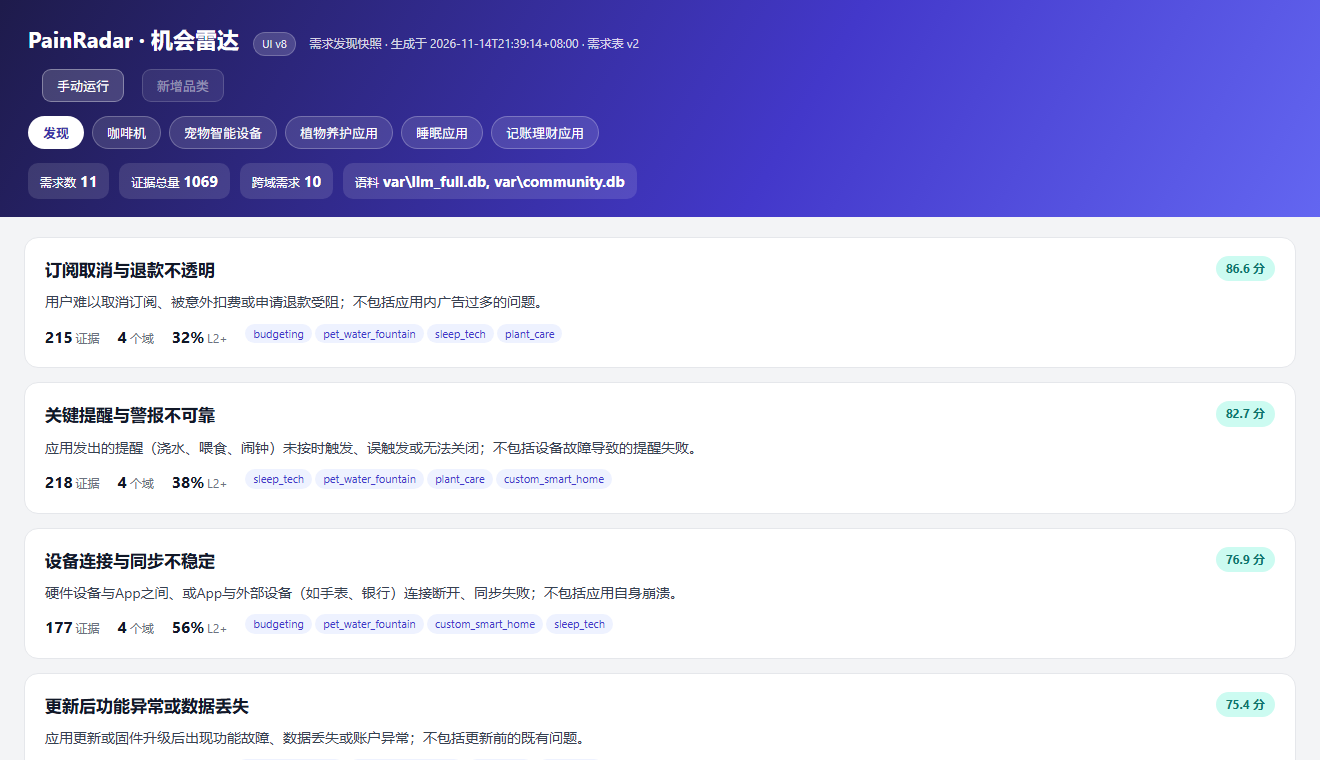 PainRadar · 机会雷达 UI v8 需求发现快照 · 生成于 2026-11-14T21:39:14+08:00 · 需求表 v2
手动运行 新增品类
发现 咖啡机 宠物智能设备 植物养护应用 睡眠应用 记账理财应用
需求数 11 证据总量 1069 跨域需求 10 语料 var\llm_full.db, var\community.db
订阅取消与退款不透明 86.6 分
用户难以取消订阅、被意外扣费或申请退款受阻；不包括应用内广告过多的问题。
215 证据 4 个域 32% L2+ budgeting pet_water_fountain sleep_tech plant_care
关键提醒与警报不可靠 82.7 分
应用发出的提醒（浇水、喂食、闹钟）未按时触发、误触发或无法关闭；不包括设备故障导致的提醒失败。
218 证据 4 个域 38% L2+ sleep_tech pet_water_fountain plant_care custom_smart_home
设备连接与同步不稳定 76.9 分
硬件设备与App之间、或App与外部设备（如手表、银行）连接断开、同步失败；不包括应用自身崩溃。
177 证据 4 个域 56% L2+ budgeting pet_water_fountain custom_smart_home sleep_tech
更新后功能异常或数据丢失 75.4 分
应用更新或固件升级后出现功能故障、数据丢失或账户异常；不包括更新前的既有问题。